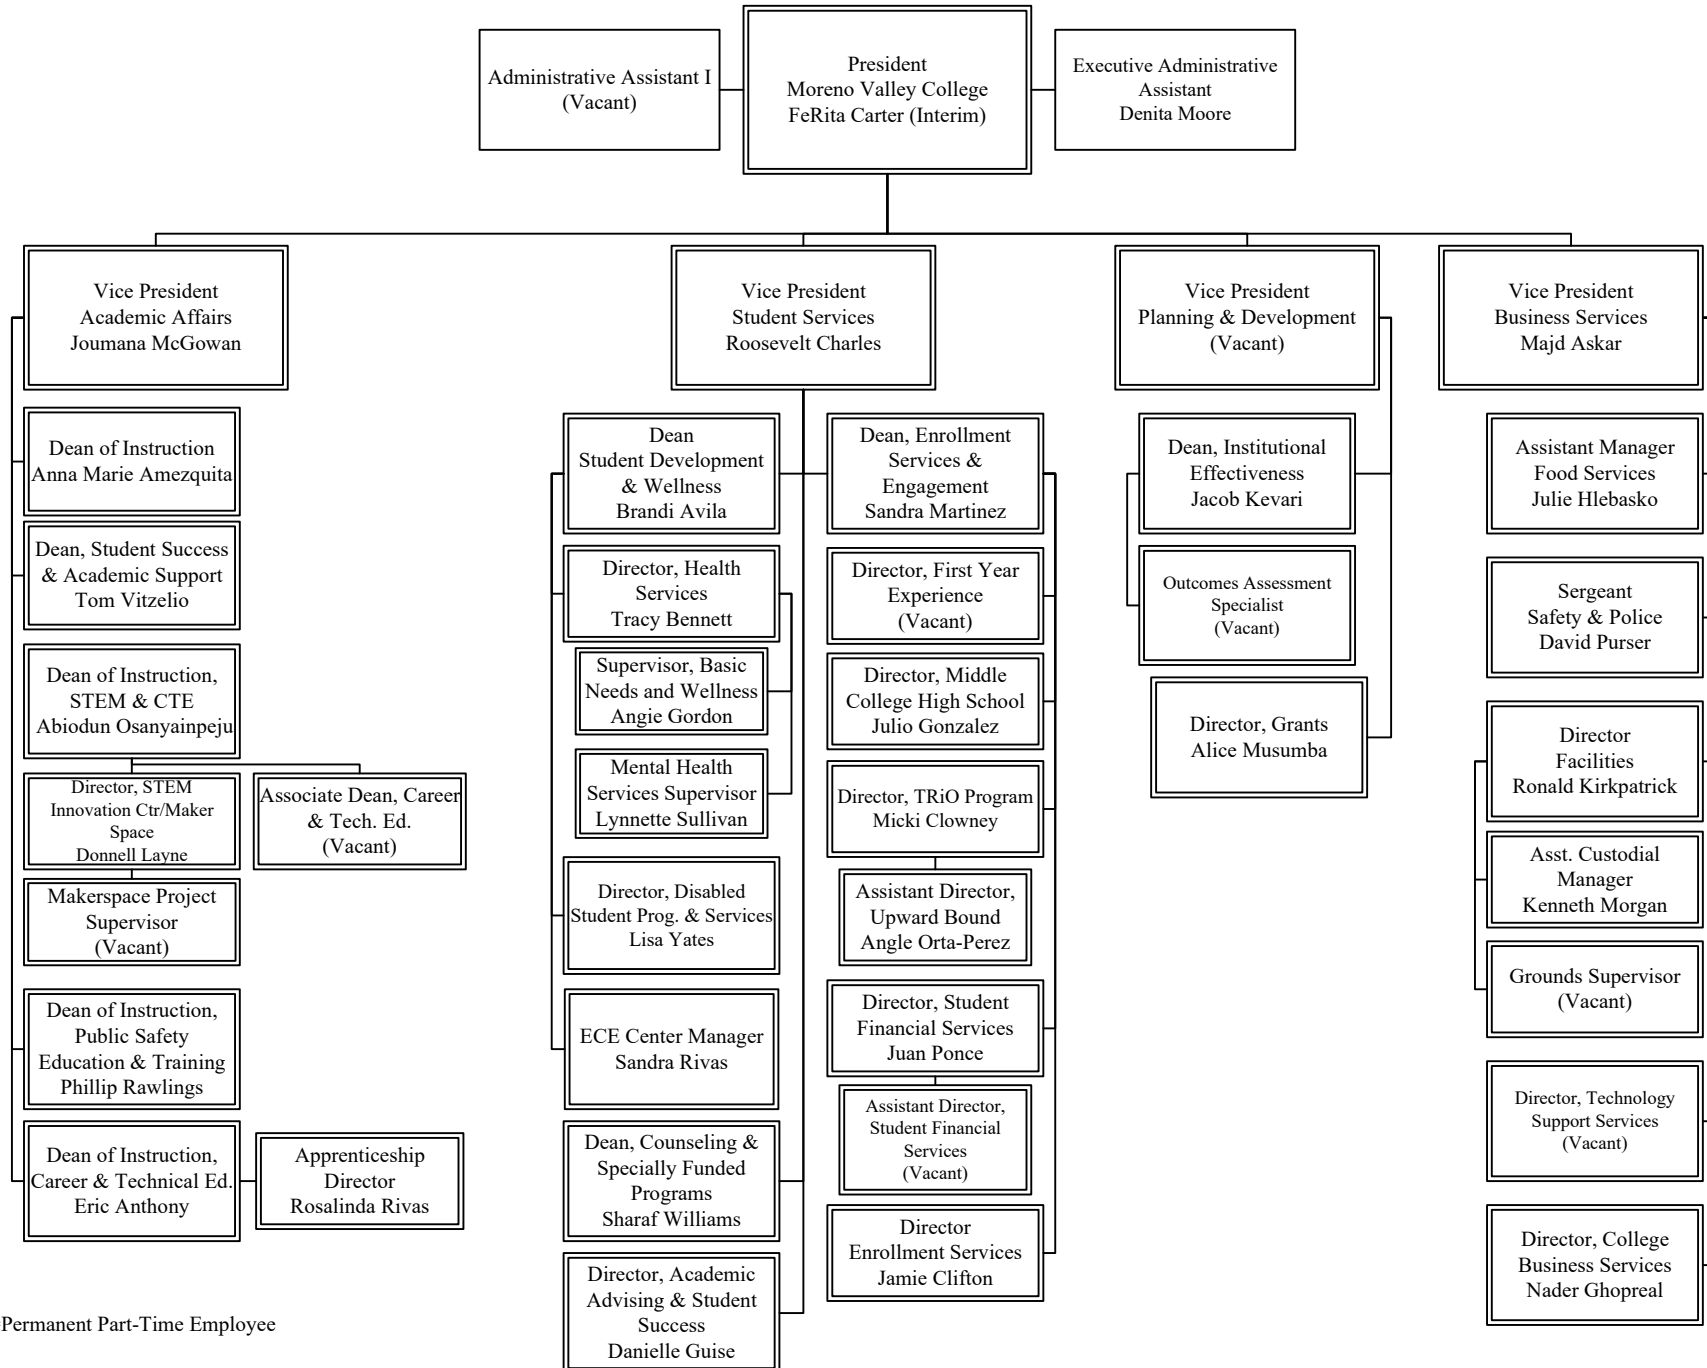 Administrative Assistant I
(Vacant)
President
Moreno Valley College
FeRita Carter (Interim)
Executive Administrative
Assistant
Denita Moore
Vice President
Academic Affairs
Joumana McGowan
Dean of Instruction
Anna Marie Amezquita
Dean, Student Success
& Academic Support
Tom Vitzelio
Dean of Instruction,
STEM & CTE
Abiodun Osanyainpeju
Director, STEM
Innovation Ctr/Maker
Space
Donnell Layne
Associate Dean, Career
& Tech. Ed.
(Vacant)
Makerspace Project
Supervisor
(Vacant)
Dean of Instruction,
Public Safety
Education & Training
Phillip Rawlings
Dean of Instruction,
Career & Technical Ed.
Eric Anthony
Apprenticeship
Director
Rosalinda Rivas
Vice President
Student Services
Roosevelt Charles
Dean
Student Development
& Wellness
Brandi Avila
Director, Health
Services
Tracy Bennett
Supervisor, Basic
Needs and Wellness
Angie Gordon
Mental Health
Services Supervisor
Lynnette Sullivan
Director, Disabled
Student Prog. & Services
Lisa Yates
ECE Center Manager
Sandra Rivas
Dean, Counseling &
Specially Funded
Programs
Sharaf Williams
Director, Academic
Advising & Student
Success
Danielle Guise
Dean, Enrollment
Services &
Engagement
Sandra Martinez
Director, First Year
Experience
(Vacant)
Director, Middle
College High School
Julio Gonzalez
Director, TRiO Program
Micki Clowney
Assistant Director,
Upward Bound
Angle Orta-Perez
Director, Student
Financial Services
Juan Ponce
Assistant Director,
Student Financial
Services
(Vacant)
Director
Enrollment Services
Jamie Clifton
Vice President
Planning & Development
(Vacant)
Dean, Institutional
Effectiveness
Jacob Kevari
Outcomes Assessment
Specialist
(Vacant)
Director, Grants
Alice Musumba
Vice President
Business Services
Majd Askar
Assistant Manager
Food Services
Julie Hlebasko
Sergeant
Safety & Police
David Purser
Director
Facilities
Ronald Kirkpatrick
Asst. Custodial
Manager
Kenneth Morgan
Grounds Supervisor
(Vacant)
Director, Technology
Support Services
(Vacant)
Director, College
Business Services
Nader Ghopreal
Permanent Part-Time Employee